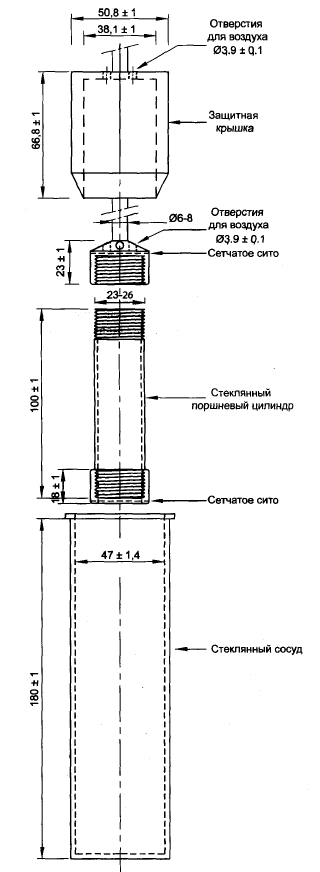 50,8 ± 1
38,1 ± 1
Отверстия
для воздуха
Ø3.9 ± 0.1
66,8 ± 1
Защитная
крышка
Ø6-8
Отверстия
для воздуха
Ø3.9 ± 0.1
23 ± 1
Сетчатое сито
23-26
100 ± 1
Стеклянный
поршневый цилиндр
18 ± 1
Сетчатое сито
47 ± 1,4
Стеклянный сосуд
180 ± 1